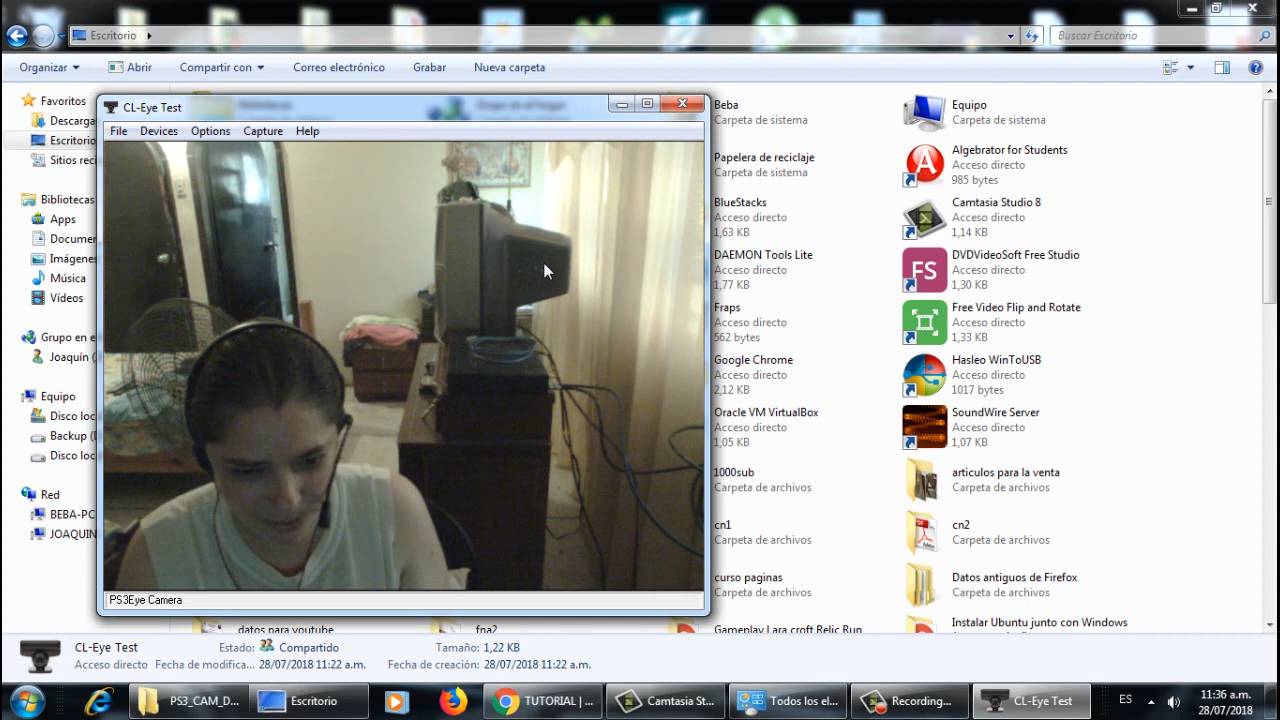 Escritorio
Buscar Escritorio
Organizar
Abrir
Compartir con
Correo electrónico
Grabar
Nueva carpeta
Favoritos
Descarga
Escritorio
Sitios reci
Bibliotecas
Apps
Documen
Imágenes
Música
Vídeos
Grupo en e
Joaquín (
Equipo
Disco loc
Backup (
Disco loc
Red
BEBA-PC
JOAQUIN
CL-Eye Test
File
Devices
Options
Capture
Help
PS3Eye Camera
Beba
Carpeta de sistema
Equipo
Carpeta de sistema
Papelera de reciclaje
Carpeta de sistema
Algebrator for Students
Acceso directo
985 bytes
BlueStacks
Acceso directo
1,63 KB
Camtasia Studio 8
Acceso directo
1,14 KB
DAEMON Tools Lite
Acceso directo
1,77 KB
FS
DVDVideoSoft Free Studio
Acceso directo
1,30 KB
Fraps
Acceso directo
562 bytes
Free Video Flip and Rotate
Acceso directo
1,33 KB
Google Chrome
Acceso directo
2,12 KB
Hasleo WinToUSB
Acceso directo
1017 bytes
Oracle VM VirtualBox
Acceso directo
1,05 KB
SoundWire Server
Acceso directo
1,07 KB
1000sub
Carpeta de archivos
articulos para la venta
Carpeta de archivos
cn1
Carpeta de archivos
cn2
Carpeta de archivos
curso paginas
Carpeta de archivos
Datos antiguos de Firefox
Carpeta de archivos
datos para youtube
fna2
Gameplay Lara croft Relic Run
Instalar Ubuntu junto con Windows
CL-Eye Test
Estado:
Compartido
Tamaño: 1,22 KB
Acceso directo
Fecha de modifica... 28/07/2018 11:22 a.m.
Fecha de creación: 28/07/2018 11:22 a.m.
PS3_CAM_D...
Escritorio
TUTORIAL | ...
Camtasia St...
Todos los el...
Recording...
CL-Eye Test
ES
11:36 a.m.
28/07/2018